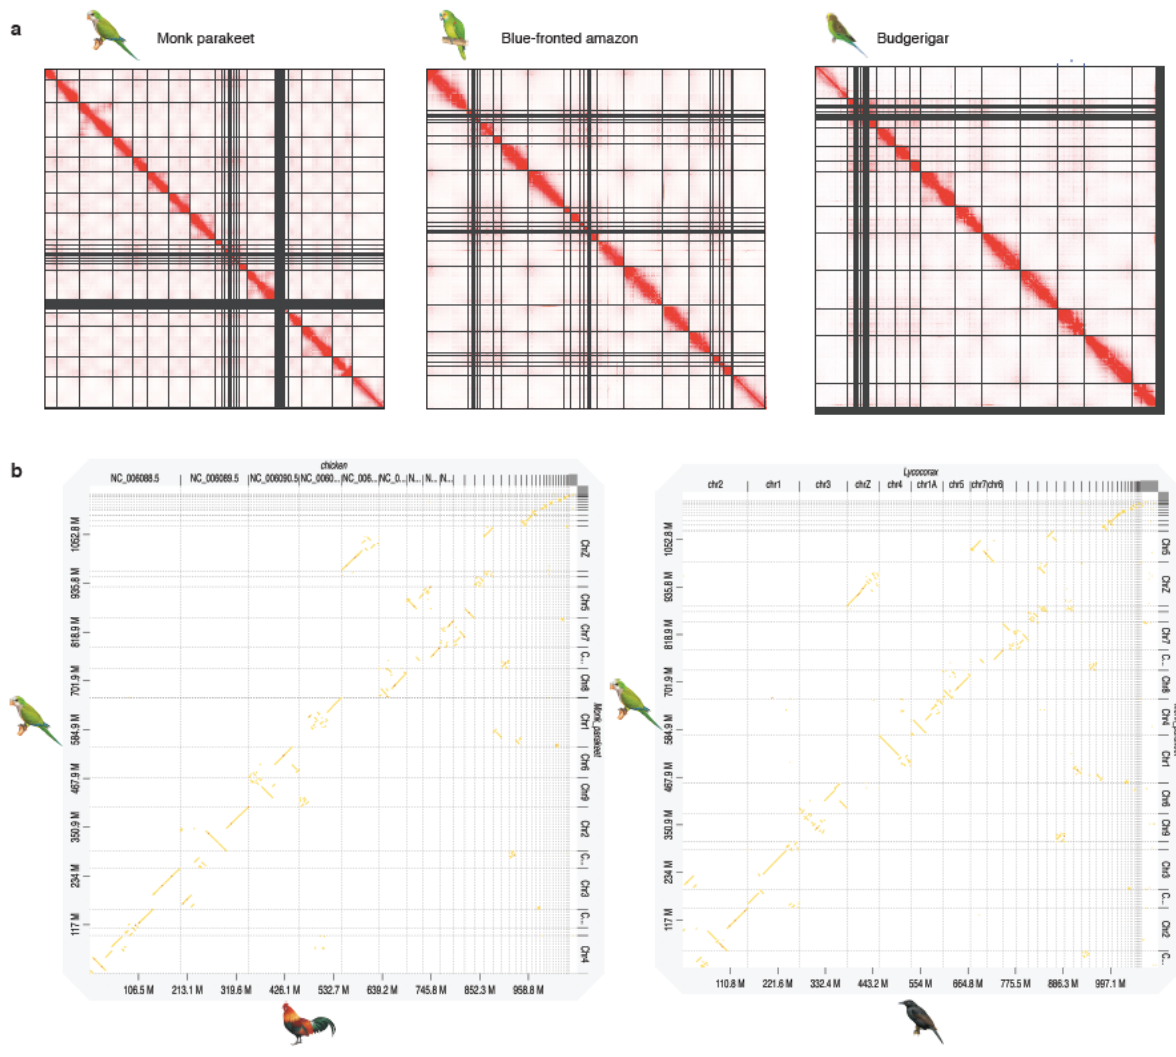 a
Monk parakeet
Blue-fronted amazon
Budgerigar
b
chicken
NC_006088.5
NC_006089.5
NC_006090.5
NC_0060...
NC_006...
NC_0...
N...
N...
N...
1052.8 M
935.8 M
818.9 M
701.9 M
584.9 M
467.9 M
350.9 M
234 M
117 M
ChrZ
Chr5
Chr7
C...
Chr8
Chr1
Chr6
Chr9
Chr2
C...
Chr3
C...
Chr4
Monk_parakeet
106.5 M
213.1 M
319.6 M
426.1 M
532.7 M
639.2 M
745.8 M
852.3 M
958.8 M
Lycocorax
chr2
chr1
chr3
chrZ
chr4
chr1A
chr5
chr7
chr6
1052.8 M
935.8 M
818.9 M
701.9 M
584.9 M
467.9 M
350.9 M
234 M
117 M
Chr5
ChrZ
Chr7
C...
Chr8
Chr4
Chr1
Chr6
Chr9
Chr3
C...
Chr2
C...
110.8 M
221.6 M
332.4 M
443.2 M
554 M
664.8 M
775.5 M
886.3 M
997.1 M